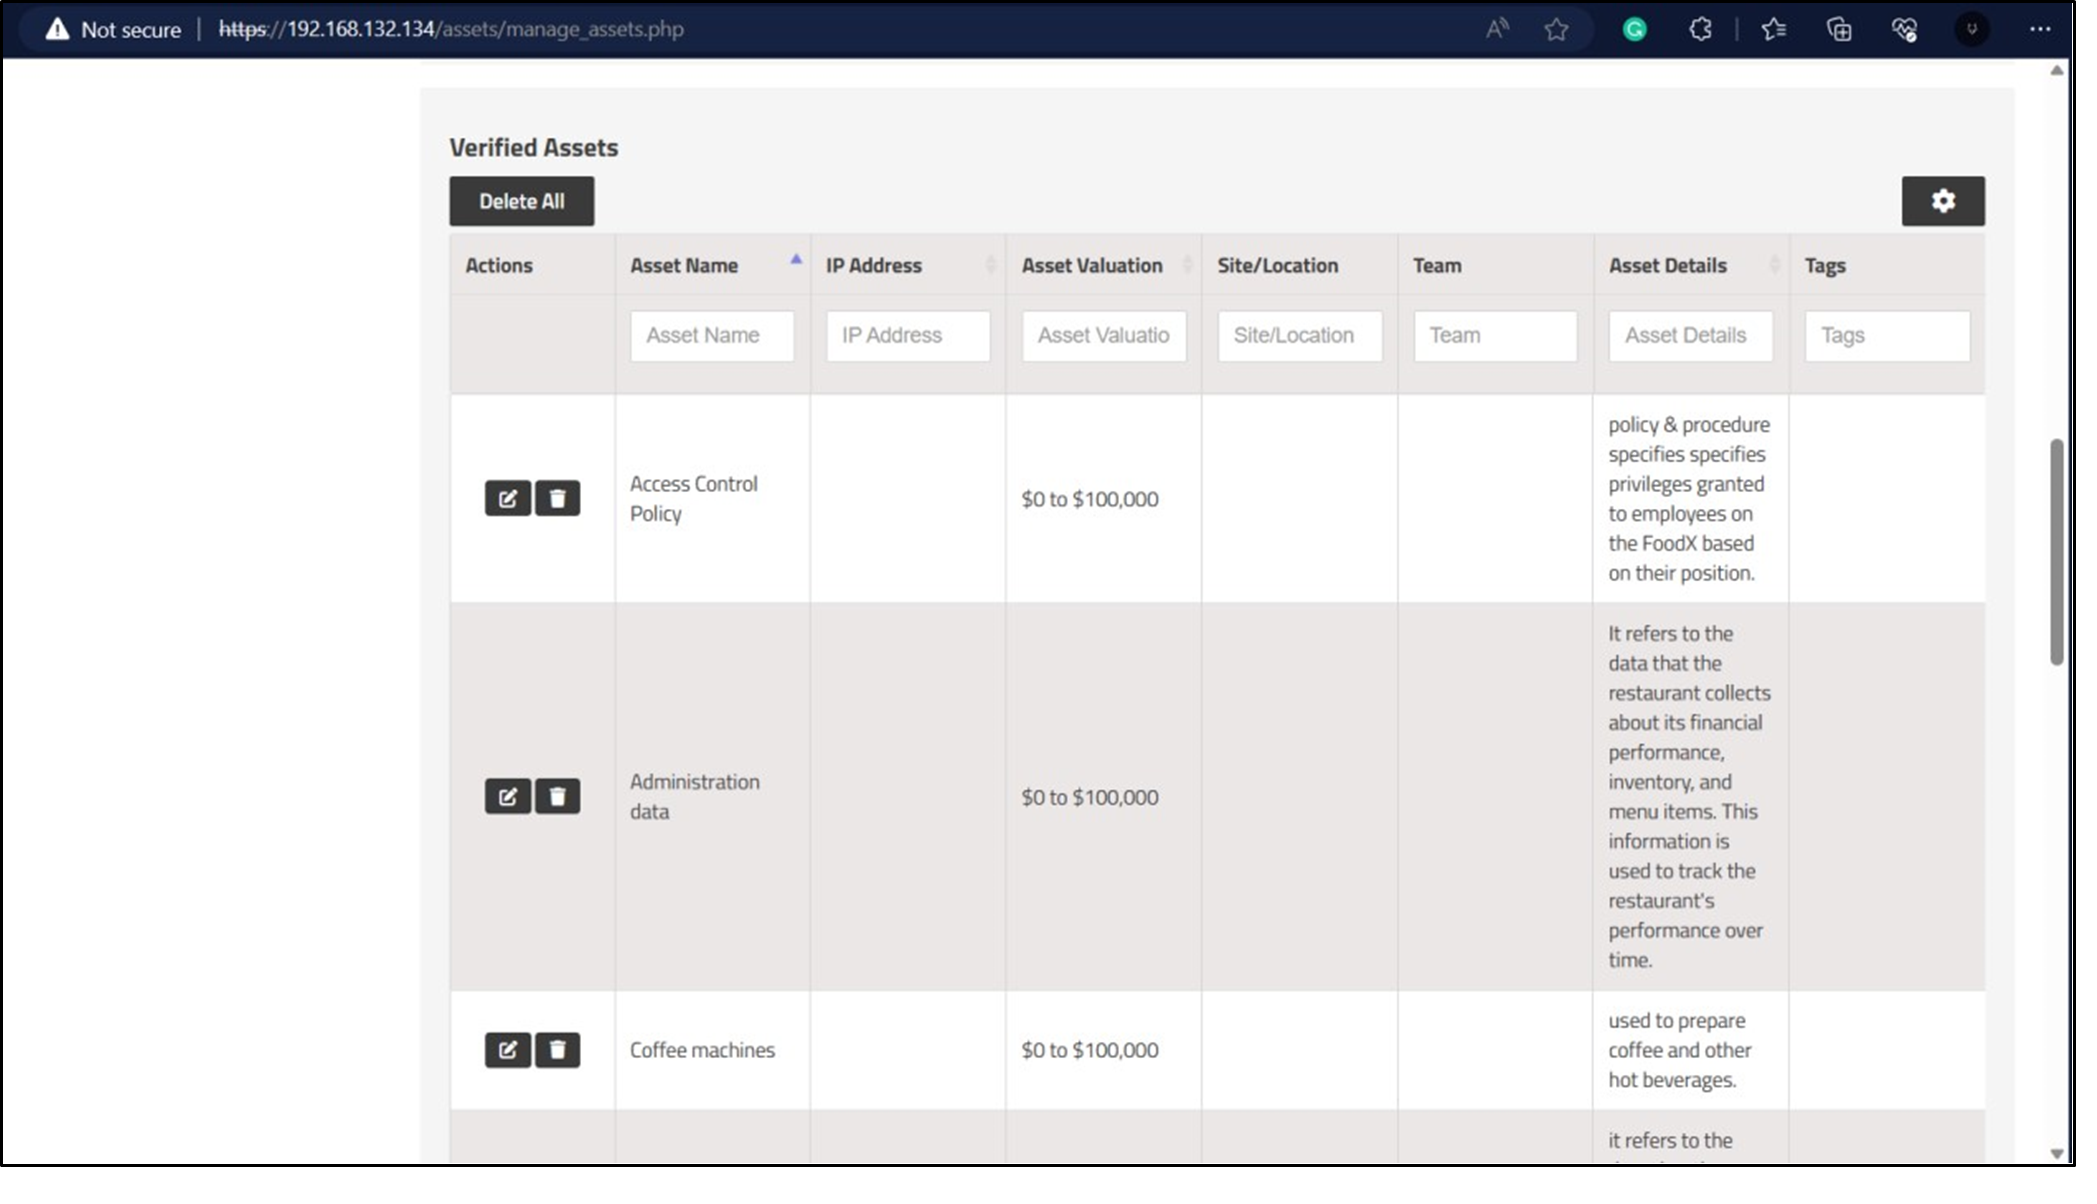 Not secure | https://192.168.132.134/assets/manage_assets.php
Verified Assets
Delete All
Actions Asset Name IP Address Asset Valuation Site/Location Team Asset Details Tags
Asset Name IP Address Asset Valuatio Site/Location Team Asset Details Tags
Access Control
Policy
$0 to $100,000
policy & procedure
specifies specifies
privileges granted
to employees on
the FoodX based
on their position.
Administration
data
$0 to $100,000
It refers to the
data that the
restaurant collects
about its financial
performance,
inventory, and
menu items. This
information is
used to track the
restaurant's
performance over
time.
Coffee machines
$0 to $100,000
used to prepare
coffee and other
hot beverages.
it refers to the